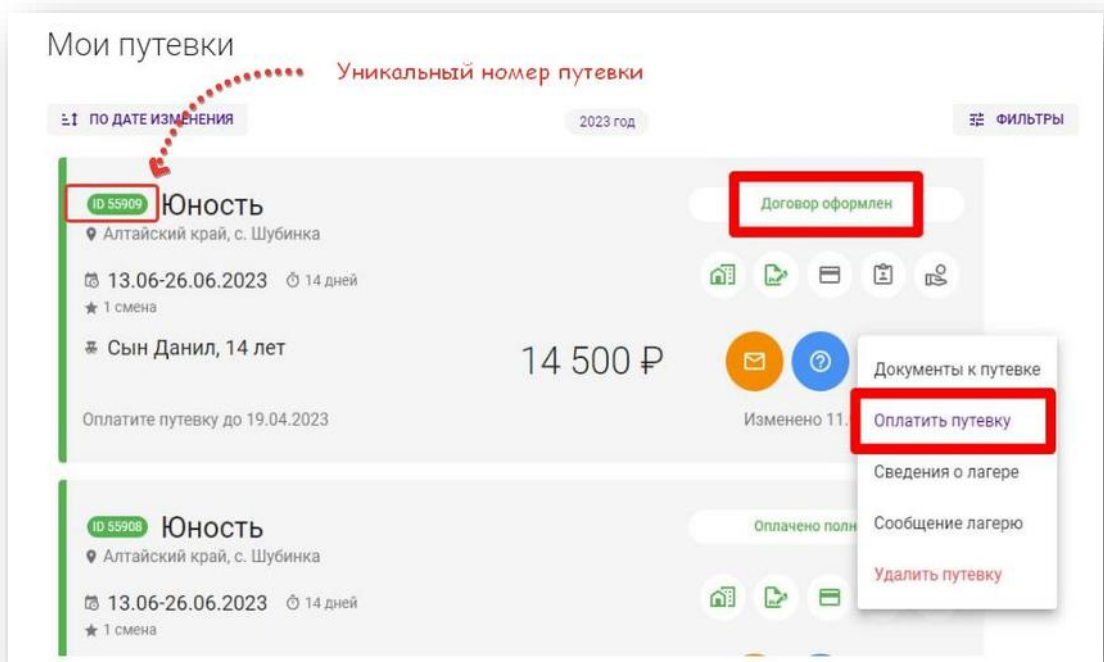 Мои путевки
Уникальный номер путевки
ПО ДАТЕ ИЗМЕНЕНИЯ
2023 год
ФИЛЬТРЫ
ID 55909 Юность
Договор оформлен
Алтайский край, с. Шубинка
13.06-26.06.2023 14 дней
1 смена
Сын Данил, 14 лет
14 500 ₽
Оплатите путевку до 19.04.2023
Изменено 11.
Документы к путевке
Оплатить путевку
Сведения о лагере
Сообщение лагерю
Удалить путевку
ID 55908 Юность
Оплачено полн
Алтайский край, с. Шубинка
13.06-26.06.2023 14 дней
1 смена